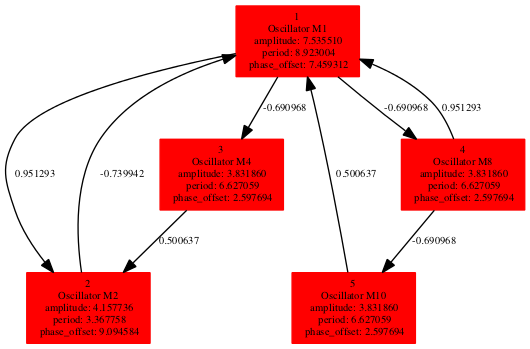 1
Oscillator M1
amplitude: 7.535510
period: 8.923004
phase_offset: 7.459312
-0.690968
-0.690968
0.951293
3
Oscillator M4
amplitude: 3.831860
period: 6.627059
phase_offset: 2.597694
4
Oscillator M8
amplitude: 3.831860
period: 6.627059
phase_offset: 2.597694
0.951293
-0.739942
0.500637
0.500637
-0.690968
2
Oscillator M2
amplitude: 4.157736
period: 3.367758
phase_offset: 9.094584
5
Oscillator M10
amplitude: 3.831860
period: 6.627059
phase_offset: 2.597694